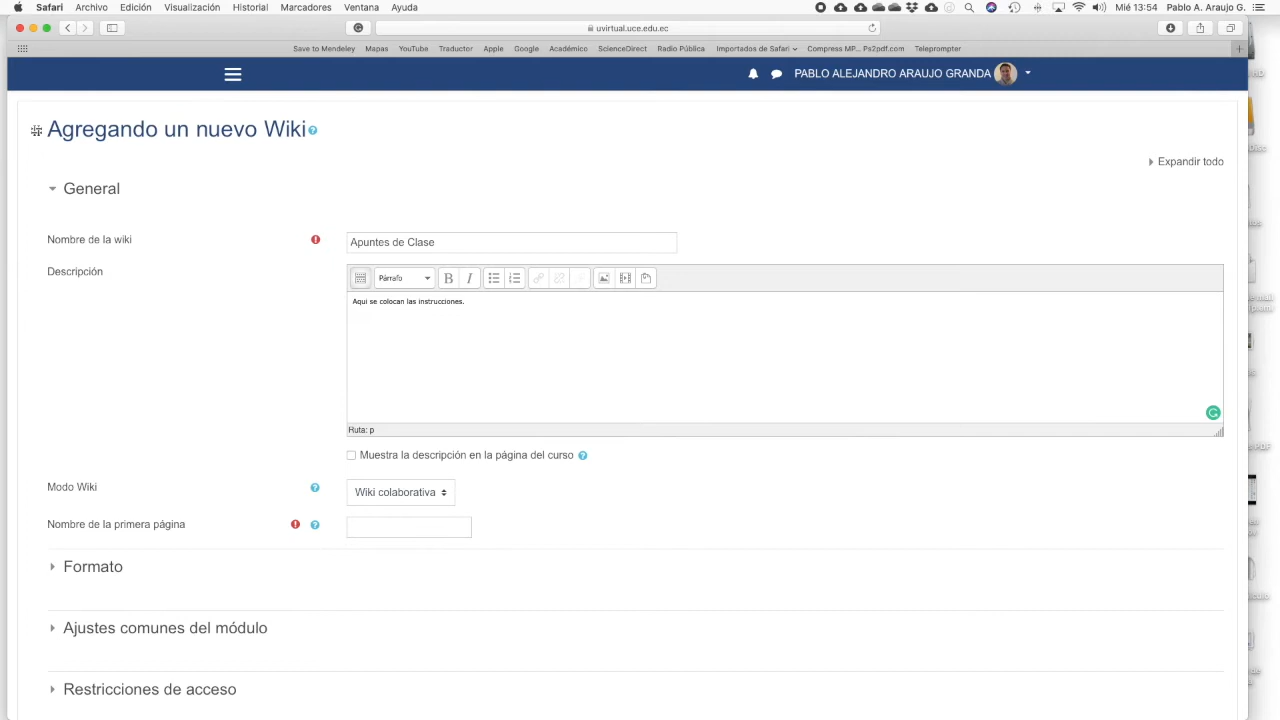 Safari Archivo Edición Visualización Historial Marcadores Ventana Ayuda Mié 13:54 Pablo A. Araujo G.
uvirtual.uce.edu.ec
Save to Mendeley Mapas YouTube Traductor Apple Google Académico ScienceDirect Radio Pública Importados de Safari Compress MP... Ps2pdf.com Teleprompter
PABLO ALEJANDRO ARAUJO GRANDA
Agregando un nuevo Wiki
Expandir todo
General
Nombre de la wiki
Apuntes de Clase
Descripción
Párrafo B I
Aqui se colocan las instrucciones.
Ruta: p
Muestra la descripción en la página del curso
Modo Wiki
Wiki colaborativa
Nombre de la primera página
Formato
Ajustes comunes del módulo
Restricciones de acceso